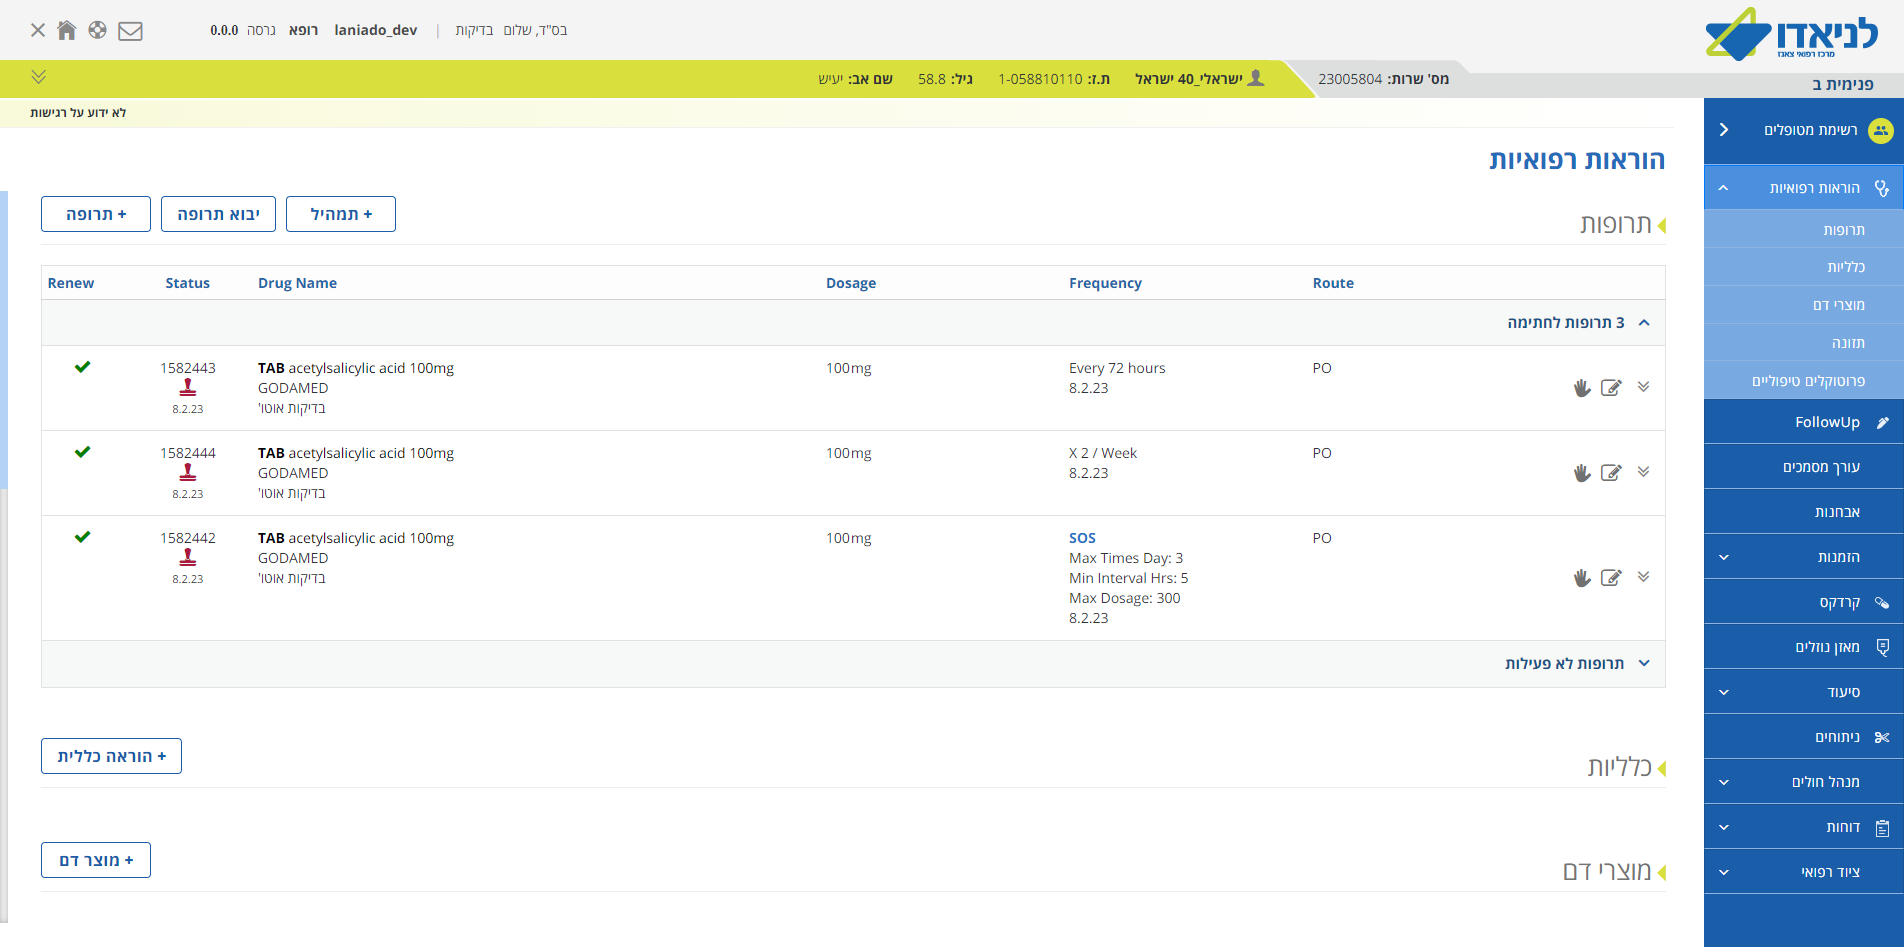 לניאדו
מרכז רפואי צאנז
בס"ד, שלום בדיקות | laniado_dev רופא גרסה 0.0.0
פנימית ב
מס' שרות: 23005804
ישראלי_40 ישראל ת.ז: 1-058810110 גיל: 58.8 שם אב: יעיש
לא ידוע על רגישות
רשימת מטופלים
הוראות רפואיות
תרופות
כלליות
מוצרי דם
תזונה
פרוטוקלים טיפוליים
FollowUp
עורך מסמכים
אבחנות
הזמנות
קרדקס
מאזן נוזלים
סיעוד
ניתוחים
מנהל חולים
דוחות
ציוד רפואי
הוראות רפואיות
תרופות
+ תמהיל
יבוא תרופה
+ תרופה
Renew Status Drug Name Dosage Frequency Route
3 תרופות לחתימה
1582443 TAB acetylsalicylic acid 100mg 100mg Every 72 hours PO
GODAMED 8.2.23
8.2.23 בדיקות אוטו'
1582444 TAB acetylsalicylic acid 100mg 100mg X 2 / Week PO
GODAMED 8.2.23
8.2.23 בדיקות אוטו'
1582442 TAB acetylsalicylic acid 100mg 100mg SOS PO
GODAMED Max Times Day: 3
8.2.23 בדיקות אוטו' Min Interval Hrs: 5
Max Dosage: 300
8.2.23
תרופות לא פעילות
כלליות
+ הוראה כללית
מוצרי דם
+ מוצר דם